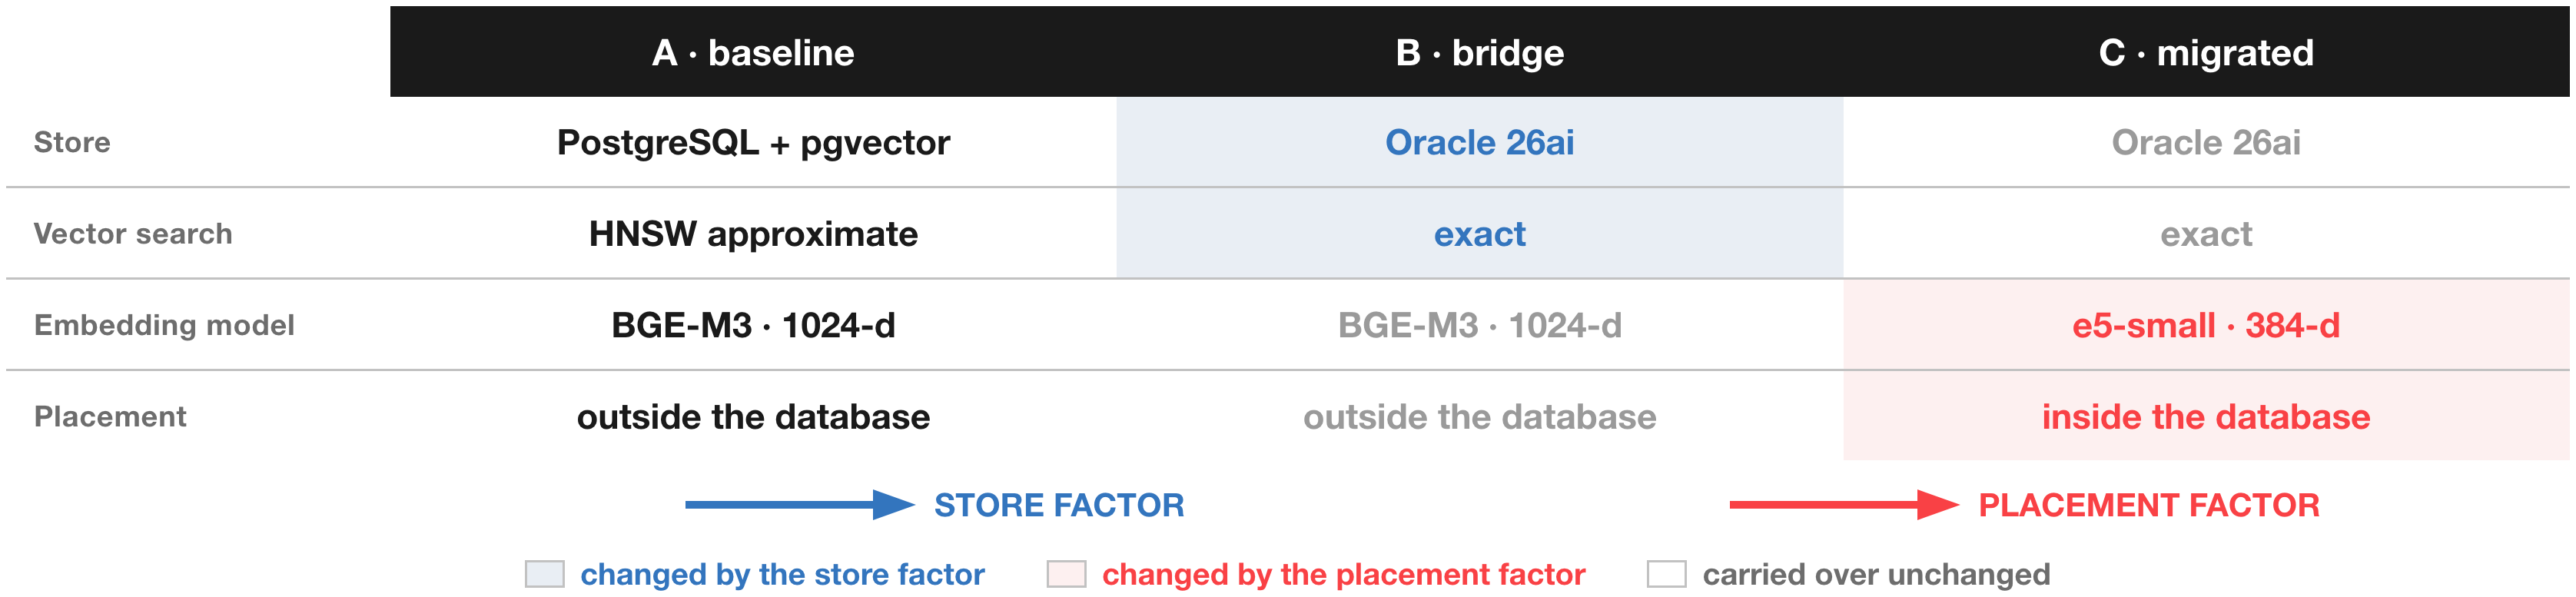 A · baseline B · bridge C · migrated
Store PostgreSQL + pgvector Oracle 26ai Oracle 26ai
Vector search HNSW approximate exact exact
Embedding model BGE-M3 · 1024-d BGE-M3 · 1024-d e5-small · 384-d
Placement outside the database outside the database inside the database
STORE FACTOR PLACEMENT FACTOR
changed by the store factor changed by the placement factor carried over unchanged